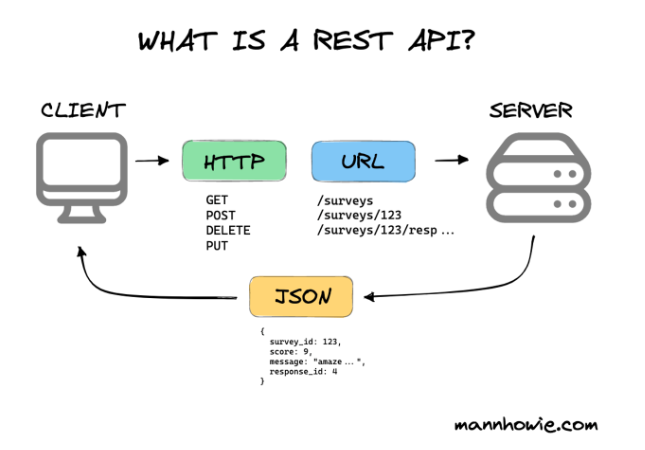 WHAT IS A REST API?
CLIENT
SERVER
HTTP
URL
GET
POST
DELETE
PUT
/surveys
/surveys/123
/surveys/123/resp...
JSON
{
survey_id: 123,
score: 9,
message: "amaze...",
response_id: 4
}
mannhowie.com